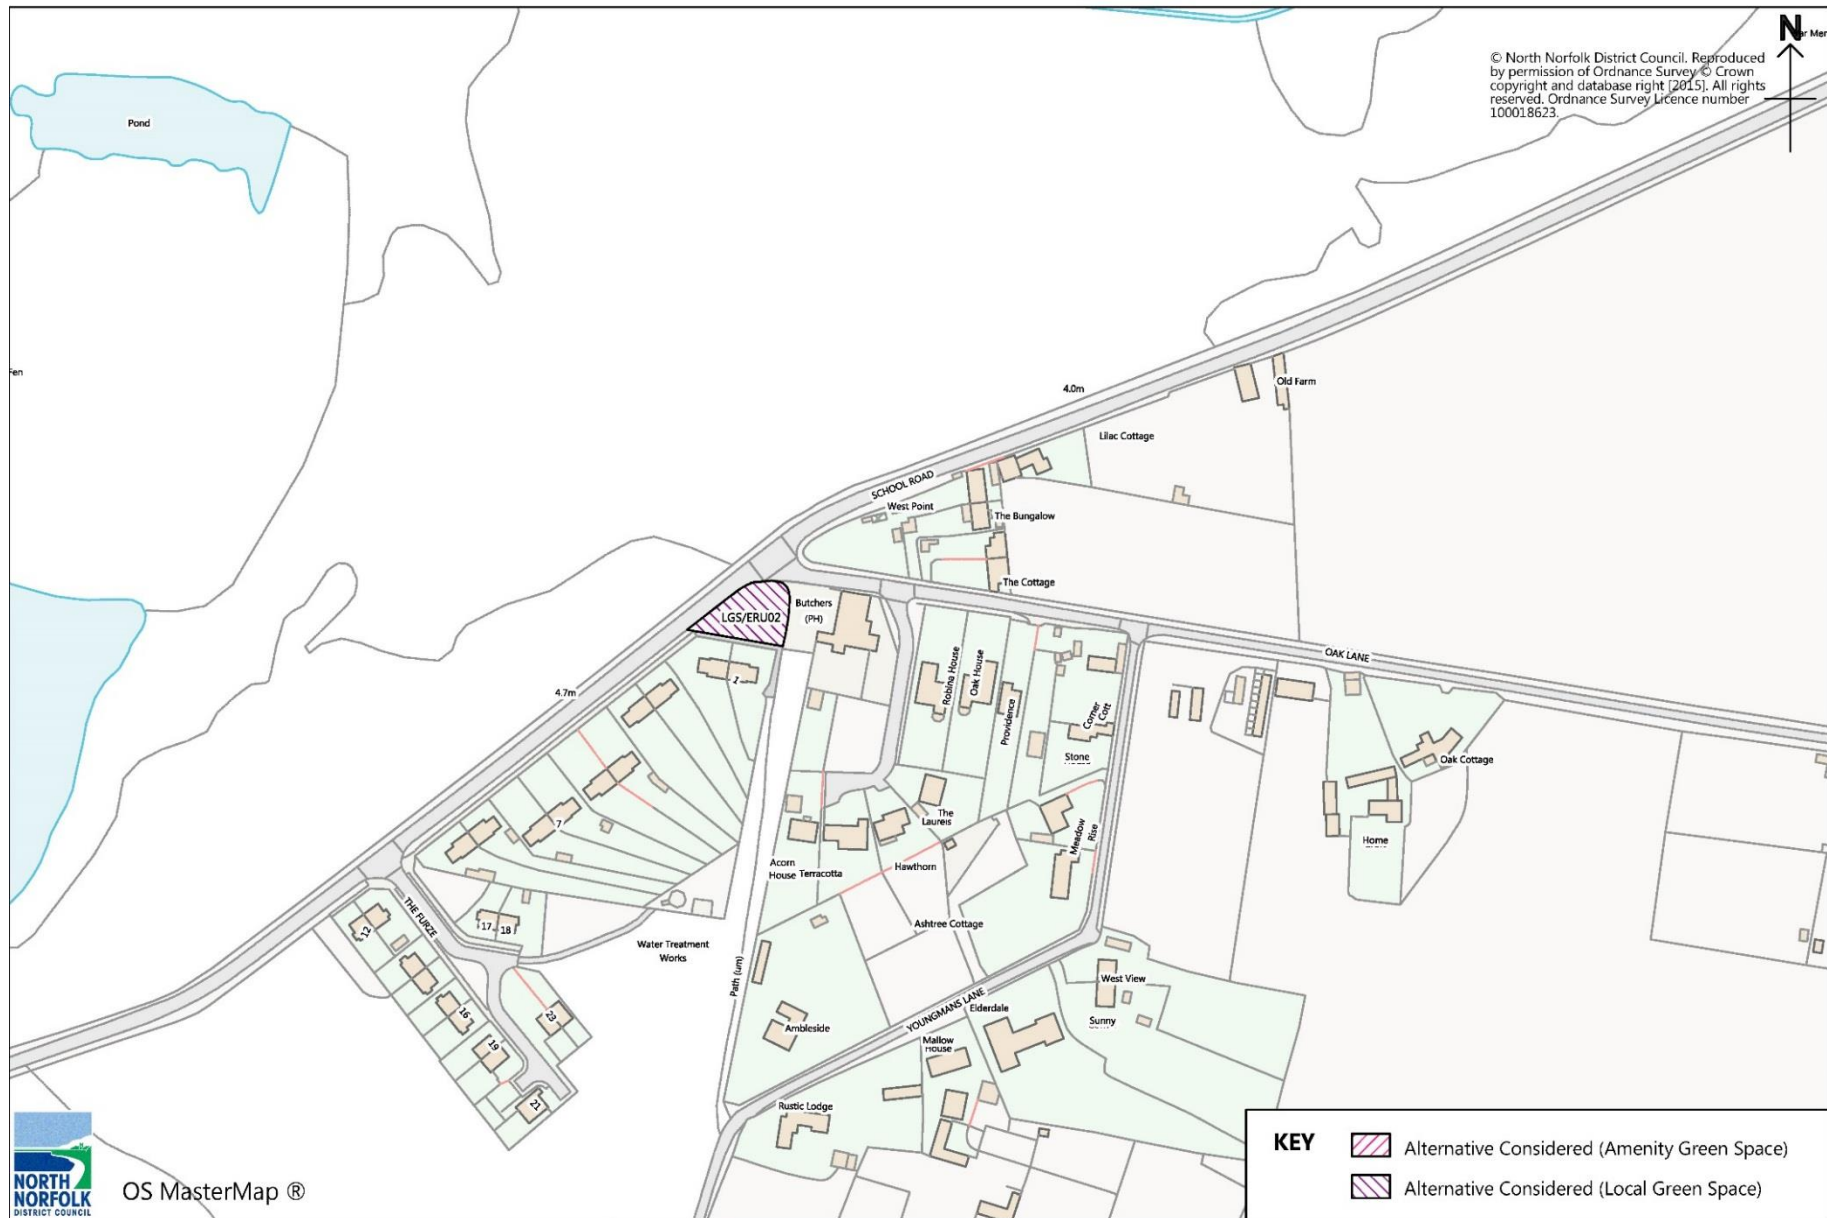 N
© North Norfolk District Council. Reproduced
by permission of Ordnance Survey © Crown
copyright and database right [2015]. All rights
reserved. Ordnance Survey Licence number
100018623.
Pond
4.0m
Old Farm
Lilac Cottage
SCHOOL ROAD
West Point
The Bungalow
The Cottage
LGS/ERU02
Butchers
(PH)
OAK LANE
1
4.7m
Robina House
Oak House
Providence
Corner
Cott
Stone
Oak Cottage
7
The
Laurels
Meadow
Rise
Home
Acorn
House
Terracotta
Hawthorn
Ashtree Cottage
12
THE FURZE
17
18
Water Treatment
Works
Path (um)
West View
YOUNGMANS LANE
Elderdale
Sunny
16
23
Ambleside
Mallow
House
19
21
Rustic Lodge
KEY
Alternative Considered (Amenity Green Space)
Alternative Considered (Local Green Space)
NORTH
NORFOLK
DISTRICT COUNCIL
OS MasterMap ®